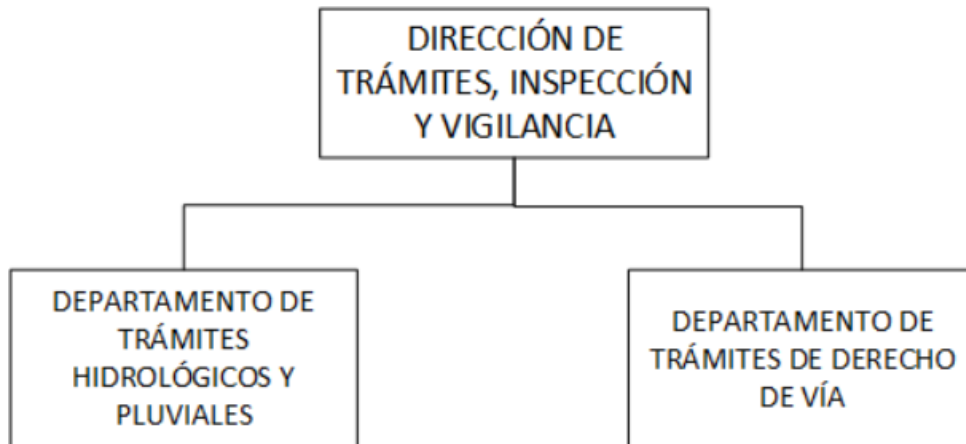 DIRECCIÓN DE
TRÁMITES, INSPECCIÓN
Y VIGILANCIA
DEPARTAMENTO DE
TRÁMITES
HIDROLÓGICOS Y
PLUVIALES
DEPARTAMENTO DE
TRÁMITES DE DERECHO
DE VÍA